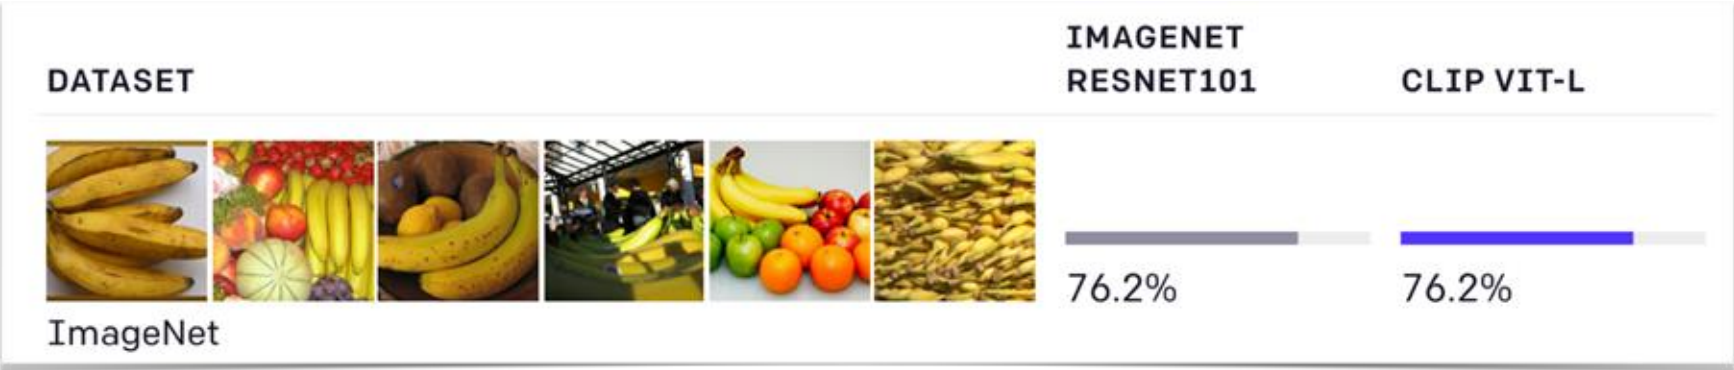 DATASET
IMAGENET
RESNET101
CLIP VIT-L
76.2%
76.2%
ImageNet